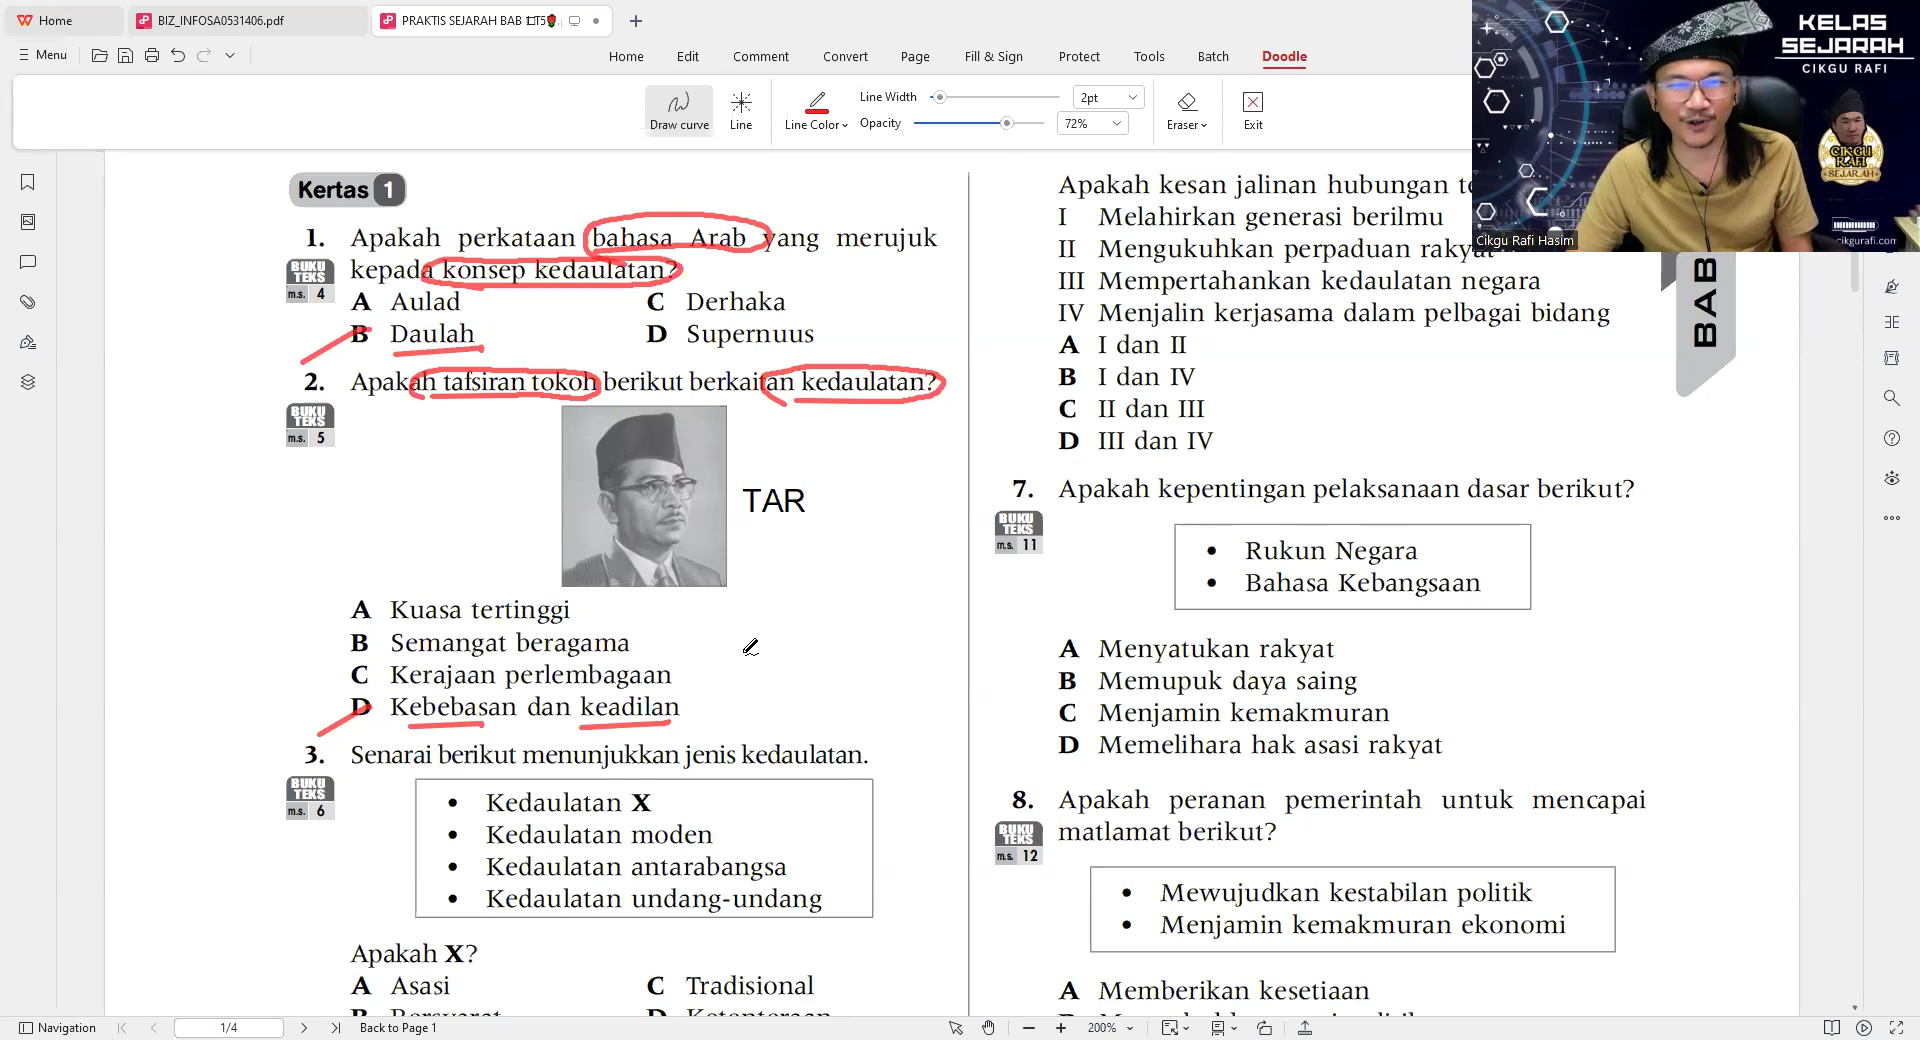 Home
BIZ_INFOSA0531406.pdf
PRAKTIS SEJARAH BAB 1 T5
Menu
Home Edit Comment Convert Page Fill & Sign Protect Tools Batch Doodle
Draw curve
Line
Line Color
Line Width
2pt
Opacity
72%
Eraser
Exit
KELAS
SEJARAH
CIKGU RAFI
CIKGU
RAFI
SEJARAH
cikgurafi.com
Cikgu Rafi Hasim
Kertas 1
1. Apakah perkataan bahasa Arab yang merujuk
kepada konsep kedaulatan?
BUKU
TEKS
m.s. 4
A Aulad C Derhaka
B Daulah D Supernuus
2. Apakah tafsiran tokoh berikut berkaitan kedaulatan?
BUKU
TEKS
m.s. 5
TAR
A Kuasa tertinggi
B Semangat beragama
C Kerajaan perlembagaan
D Kebebasan dan keadilan
3. Senarai berikut menunjukkan jenis kedaulatan.
BUKU
TEKS
m.s. 6
• Kedaulatan X
• Kedaulatan moden
• Kedaulatan antarabangsa
• Kedaulatan undang-undang
Apakah X?
A Asasi C Tradisional
Apakah kesan jalinan hubungan
I Melahirkan generasi berilmu
II Mengukuhkan perpaduan rakyat
III Mempertahankan kedaulatan negara
IV Menjalin kerjasama dalam pelbagai bidang
A I dan II
B I dan IV
C II dan III
D III dan IV
BAB
7. Apakah kepentingan pelaksanaan dasar berikut?
BUKU
TEKS
m.s. 11
• Rukun Negara
• Bahasa Kebangsaan
A Menyatukan rakyat
B Memupuk daya saing
C Menjamin kemakmuran
D Memelihara hak asasi rakyat
8. Apakah peranan pemerintah untuk mencapai
matlamat berikut?
BUKU
TEKS
m.s. 12
• Mewujudkan kestabilan politik
• Menjamin kemakmuran ekonomi
A Memberikan kesetiaan
Navigation
1/4
Back to Page 1
200%